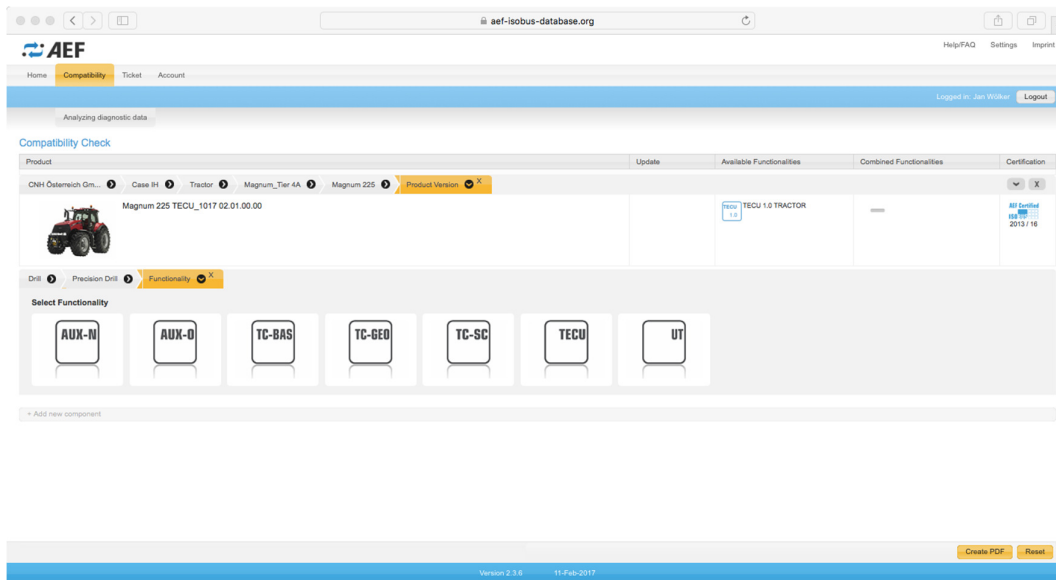 aef-isobus-database.org
AEF
Help/FAQ Settings Imprint
Home Compatibility Ticket Account
Logged in: Jan Wölker Logout
Analyzing diagnostic data
Compatibility Check
Product Update Available Functionalities Combined Functionalities Certification
CNH Österreich Gm... Case IH Tractor Magnum_Tier 4A Magnum 225 Product Version X
X
Magnum 225 TECU_1017 02.01.00.00
TECU 1.0
TECU 1.0 TRACTOR
AEF Certified
ISO
2013 / 16
Drill Precision Drill Functionality X
Select Functionality
AUX-N AUX-O TC-BAS TC-GEO TC-SC TECU UT
+ Add new component
Create PDF Reset
Version 2.3.6 11-Feb-2017